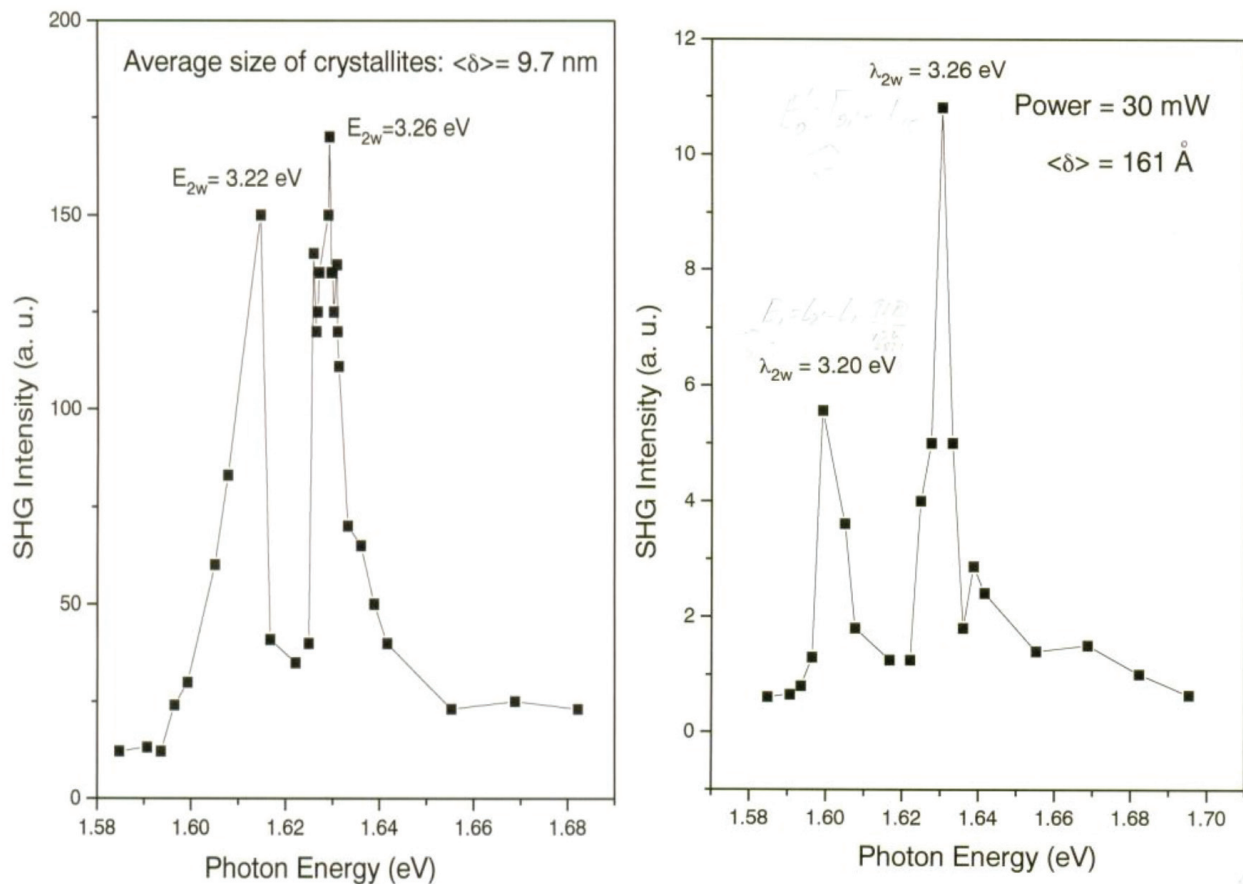 200
Average size of crystallites: <δ>= 9.7 nm
E2w=3.26 eV
E2w= 3.22 eV
150
100
50
0
SHG Intensity (a. u.)
1.58 1.60 1.62 1.64 1.66 1.68
Photon Energy (eV)
12
λ2w = 3.26 eV
Power = 30 mW
<δ> = 161 Å
10
8
λ2w = 3.20 eV
6
4
2
0
SHG Intensity (a. u.)
1.58 1.60 1.62 1.64 1.66 1.68 1.70
Photon Energy (eV)